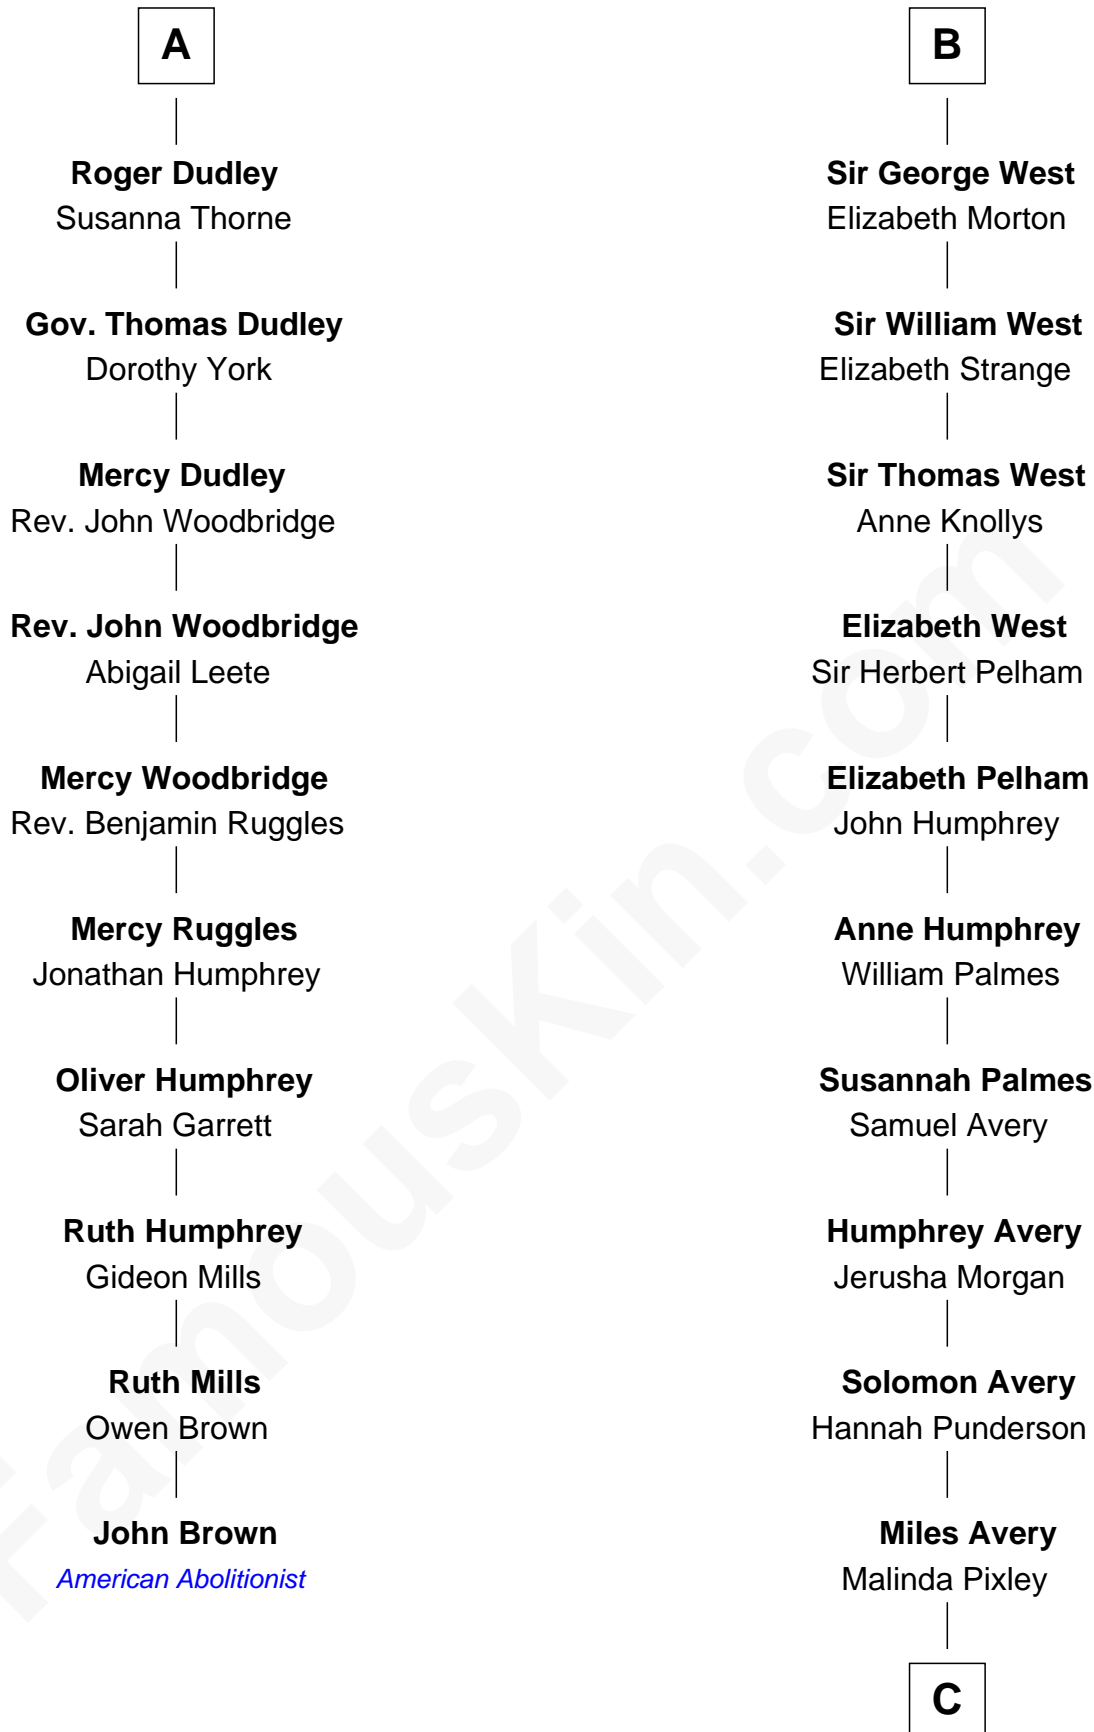 A
Roger Dudley
Susanna Thorne
Gov. Thomas Dudley
Dorothy York
Mercy Dudley
Rev. John Woodbridge
Rev. John Woodbridge
Abigail Leete
Mercy Woodbridge
Rev. Benjamin Ruggles
Mercy Ruggles
Jonathan Humphrey
Oliver Humphrey
Sarah Garrett
Ruth Humphrey
Gideon Mills
Ruth Mills
Owen Brown
John Brown
American Abolitionist
B
Sir George West
Elizabeth Morton
Sir William West
Elizabeth Strange
Sir Thomas West
Anne Knollys
Elizabeth West
Sir Herbert Pelham
Elizabeth Pelham
John Humphrey
Anne Humphrey
William Palmes
Susannah Palmes
Samuel Avery
Humphrey Avery
Jerusha Morgan
Solomon Avery
Hannah Punderson
Miles Avery
Malinda Pixley
C
FamousKin.com